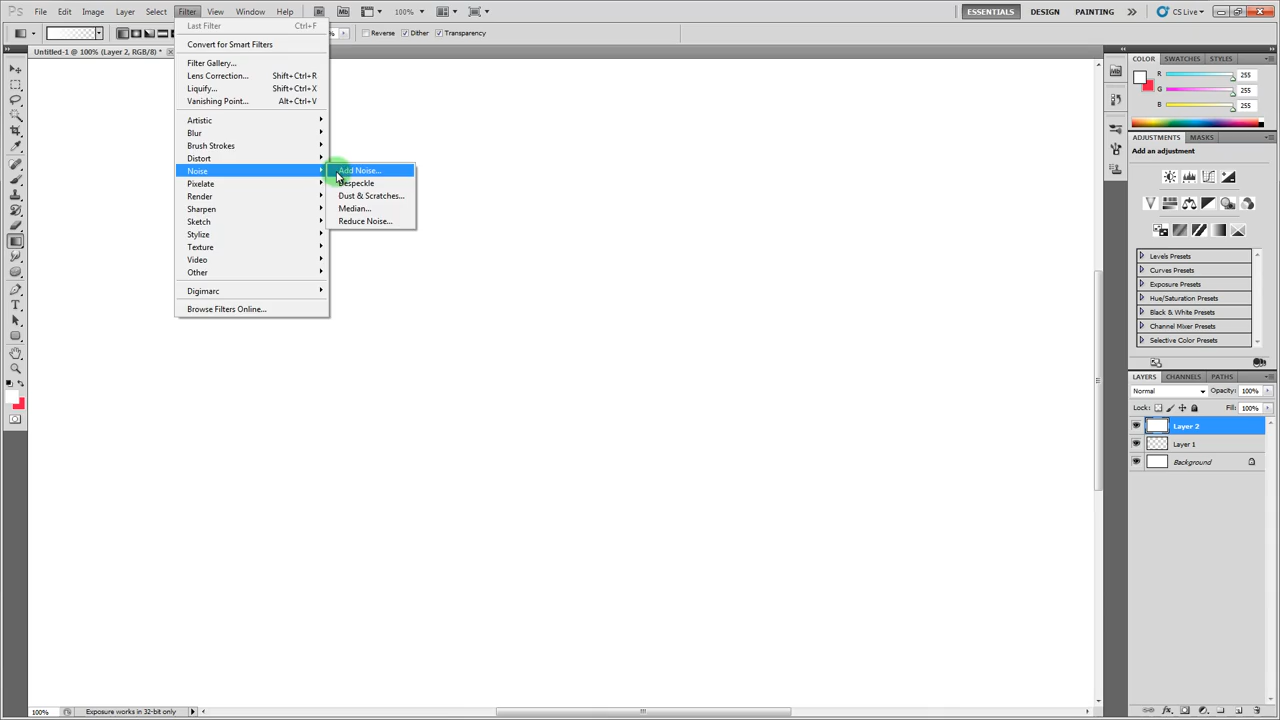 Ps File Edit Image Layer Select Filter View Window Help Br Mb 100% ESSENTIALS DESIGN PAINTING CS Live
Last Filter Ctrl+F
% Reverse Dither Transparency
Convert for Smart Filters
Untitled-1 @ 100% (Layer 2, RGB/8) *
Filter Gallery...
Lens Correction... Shift+Ctrl+R
Liquify... Shift+Ctrl+X
Vanishing Point... Alt+Ctrl+V
Artistic
Blur
Brush Strokes
Distort
Noise
Pixelate
Render
Sharpen
Sketch
Stylize
Texture
Video
Other
Digimarc
Browse Filters Online...
Add Noise...
Despeckle
Dust & Scratches...
Median...
Reduce Noise...
COLOR SWATCHES STYLES
R 255
G 255
B 255
ADJUSTMENTS MASKS
Add an adjustment
Levels Presets
Curves Presets
Exposure Presets
Hue/Saturation Presets
Black & White Presets
Channel Mixer Presets
Selective Color Presets
LAYERS CHANNELS PATHS
Normal Opacity: 100%
Lock: Fill: 100%
Layer 2
Layer 1
Background
100% Exposure works in 32-bit only